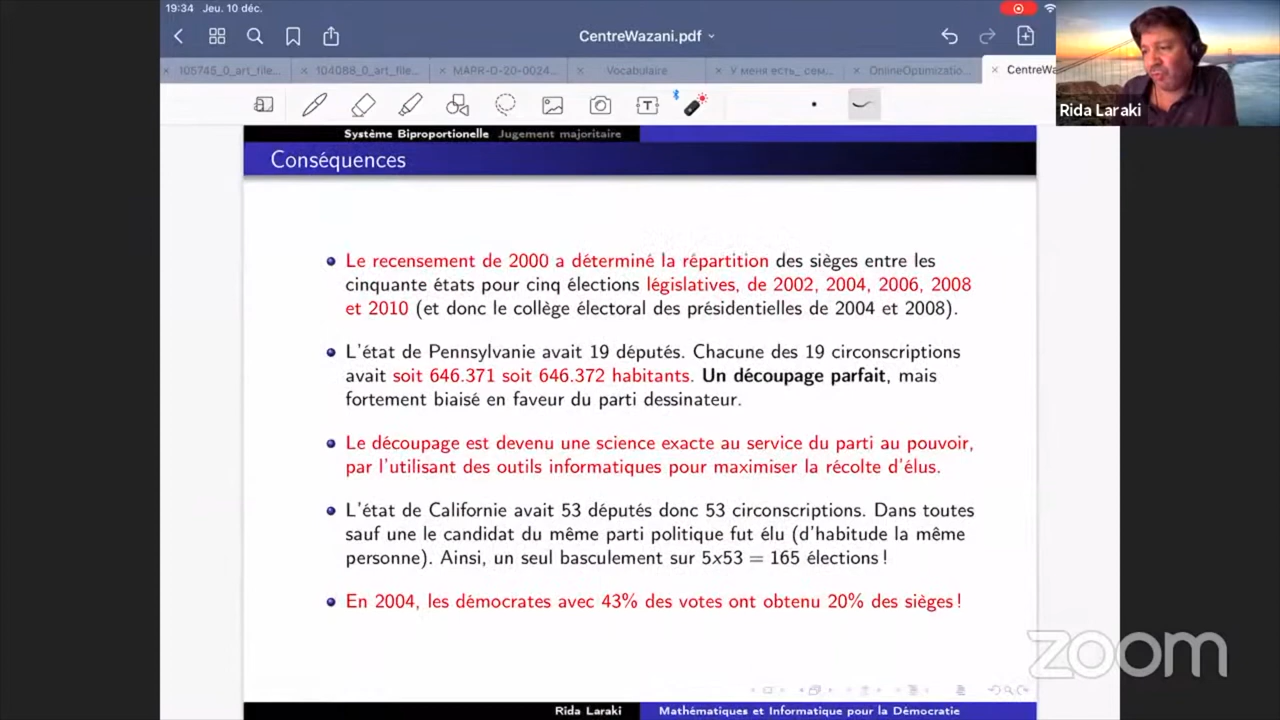 19:34 Jeu. 10 déc.
CentreWazani.pdf
105745_0_art_file...
104088_0_art_file...
MAPR-D-20-0024...
Vocabulaire
У меня есть_ сем...
OnlineOptimizatio...
CentreWa
T
Rida Laraki
Système Biproportionelle Jugement majoritaire
Conséquences
Le recensement de 2000 a déterminé la répartition des sièges entre les
cinquante états pour cinq élections législatives, de 2002, 2004, 2006, 2008
et 2010 (et donc le collège électoral des présidentielles de 2004 et 2008).
L'état de Pennsylvanie avait 19 députés. Chacune des 19 circonscriptions
avait soit 646.371 soit 646.372 habitants. Un découpage parfait, mais
fortement biaisé en faveur du parti dessinateur.
Le découpage est devenu une science exacte au service du parti au pouvoir,
par l'utilisant des outils informatiques pour maximiser la récolte d'élus.
L'état de Californie avait 53 députés donc 53 circonscriptions. Dans toutes
sauf une le candidat du même parti politique fut élu (d'habitude la même
personne). Ainsi, un seul basculement sur 5x53 = 165 élections !
En 2004, les démocrates avec 43% des votes ont obtenu 20% des sièges !
zoom
Rida Laraki Mathématiques et Informatique pour la Démocratie